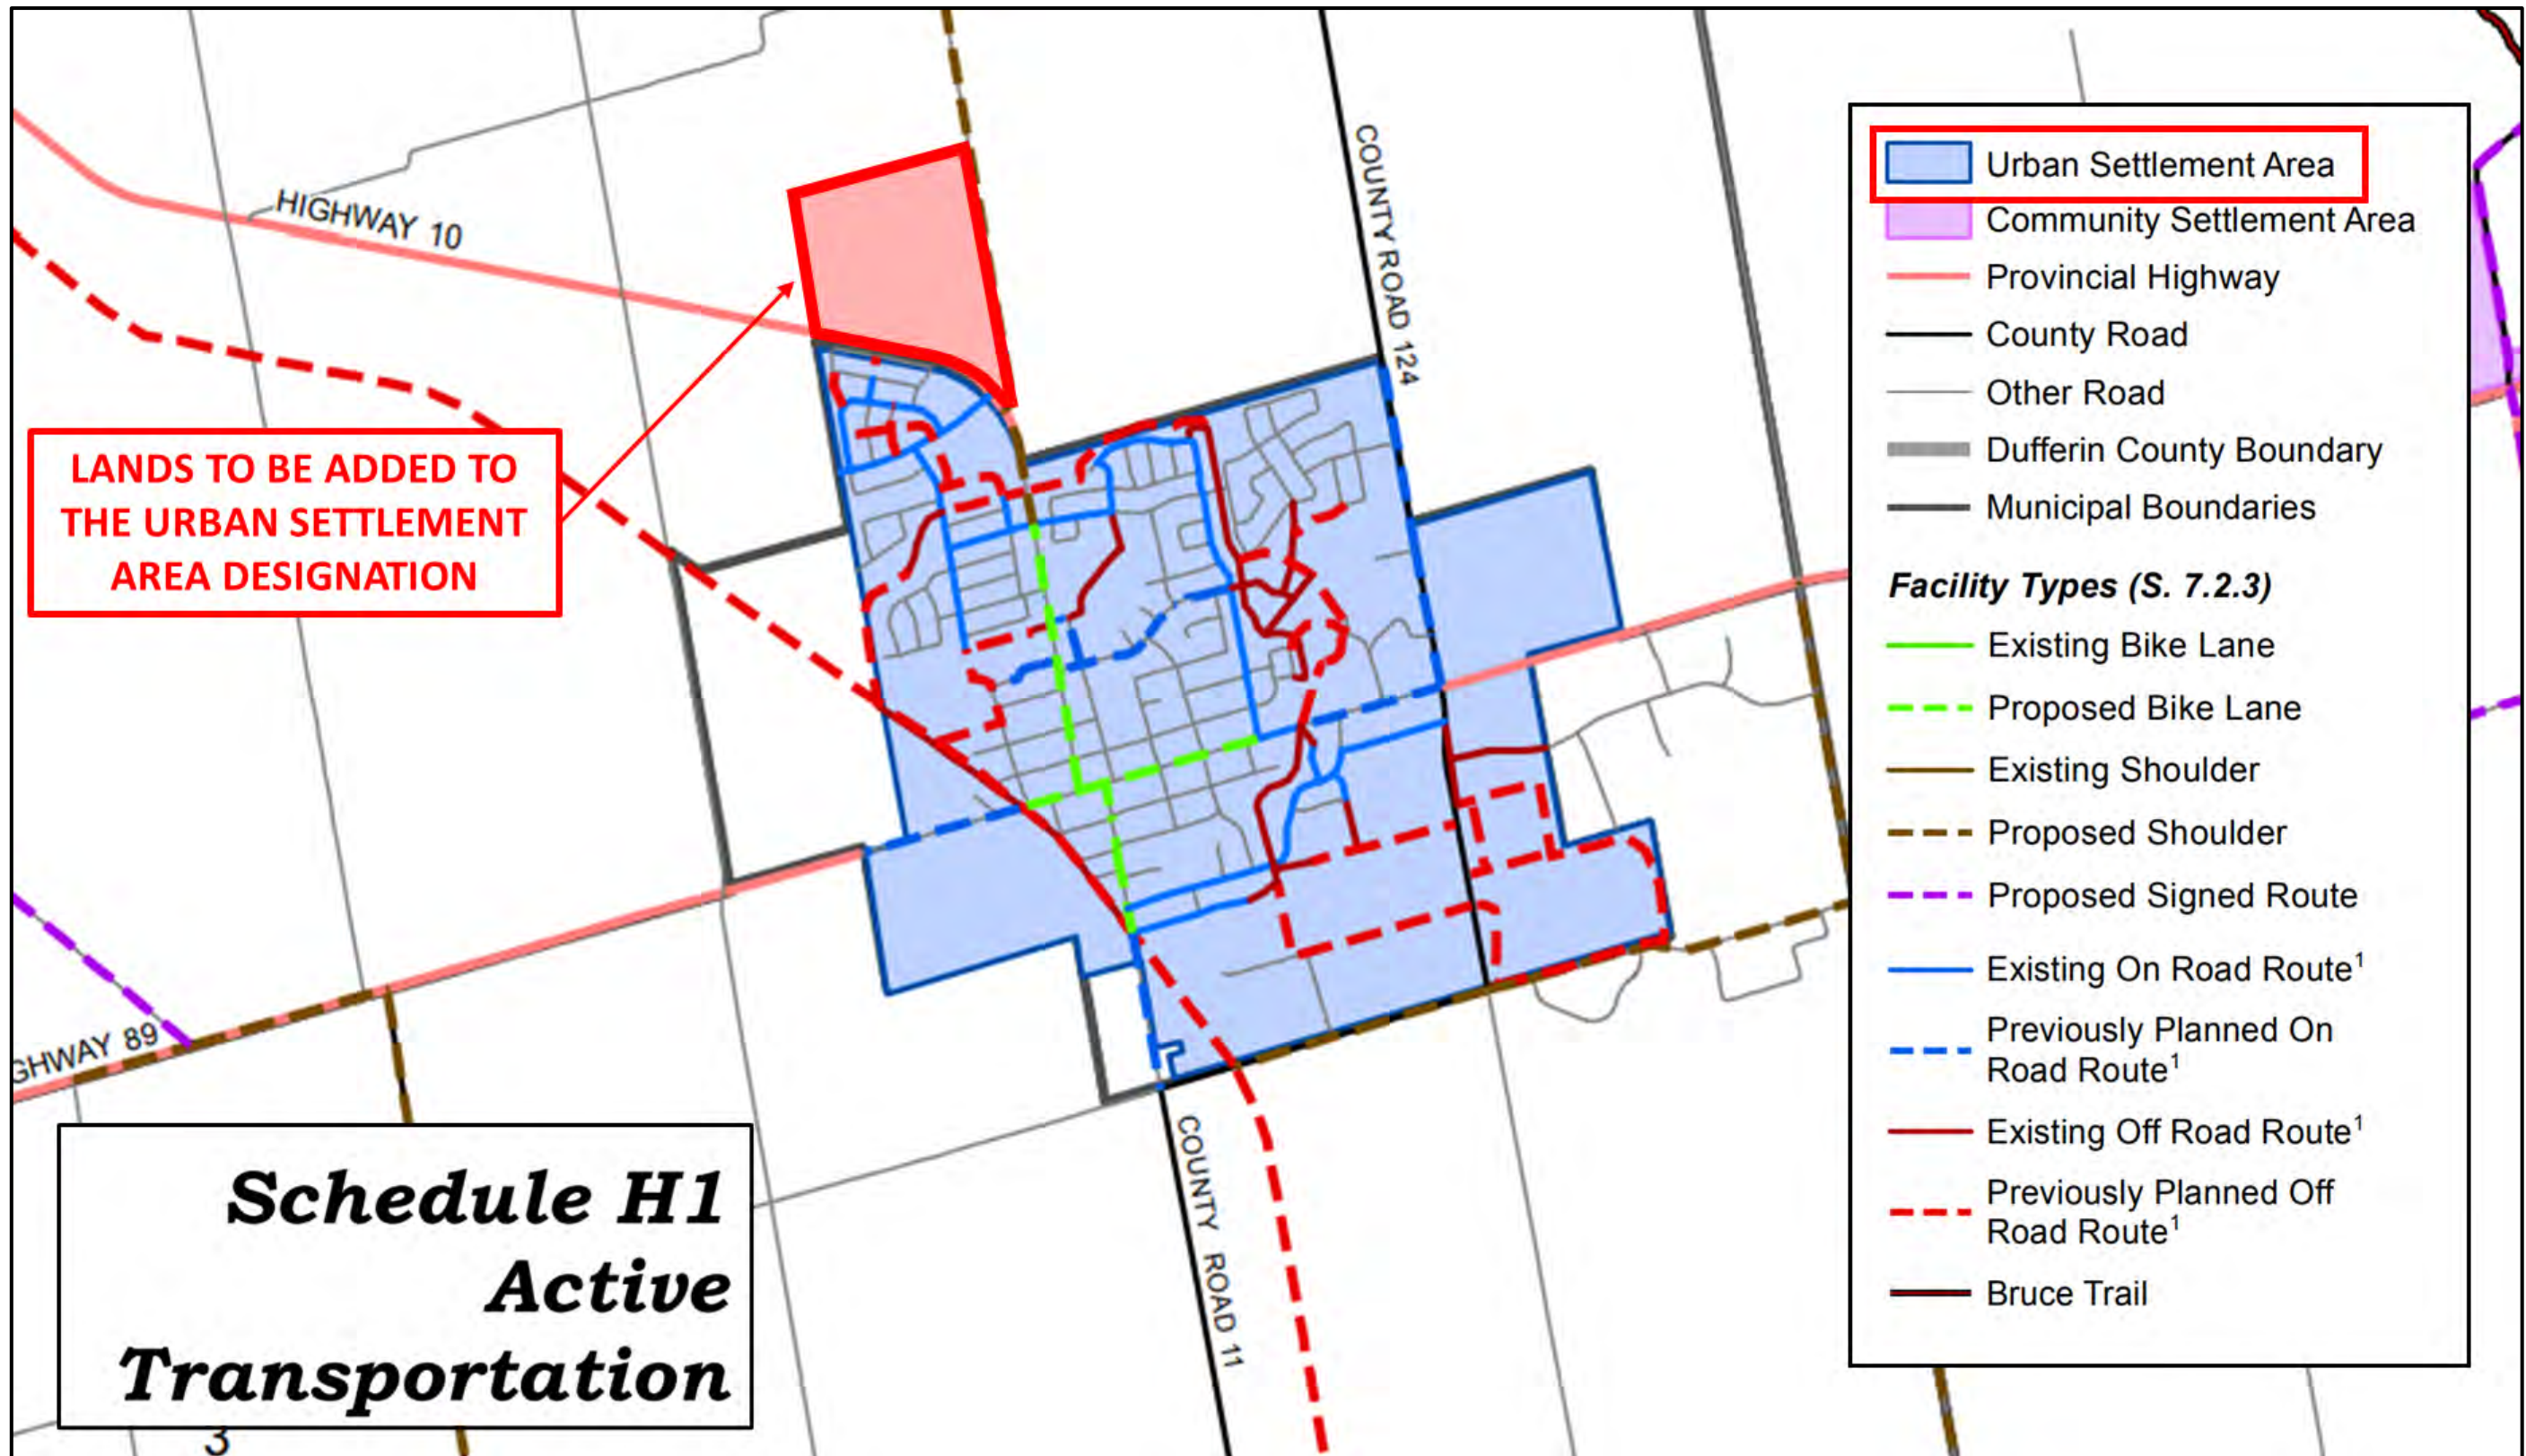 HIGHWAY 10
COUNTY ROAD 124
LANDS TO BE ADDED TO
THE URBAN SETTLEMENT
AREA DESIGNATION
GHWAY 89
COUNTY ROAD 11
Schedule H1
Active
Transportation
3
Urban Settlement Area
Community Settlement Area
Provincial Highway
County Road
Other Road
Dufferin County Boundary
Municipal Boundaries
Facility Types (S. 7.2.3)
Existing Bike Lane
Proposed Bike Lane
Existing Shoulder
Proposed Shoulder
Proposed Signed Route
Existing On Road Route¹
Previously Planned On
Road Route¹
Existing Off Road Route¹
Previously Planned Off
Road Route¹
Bruce Trail